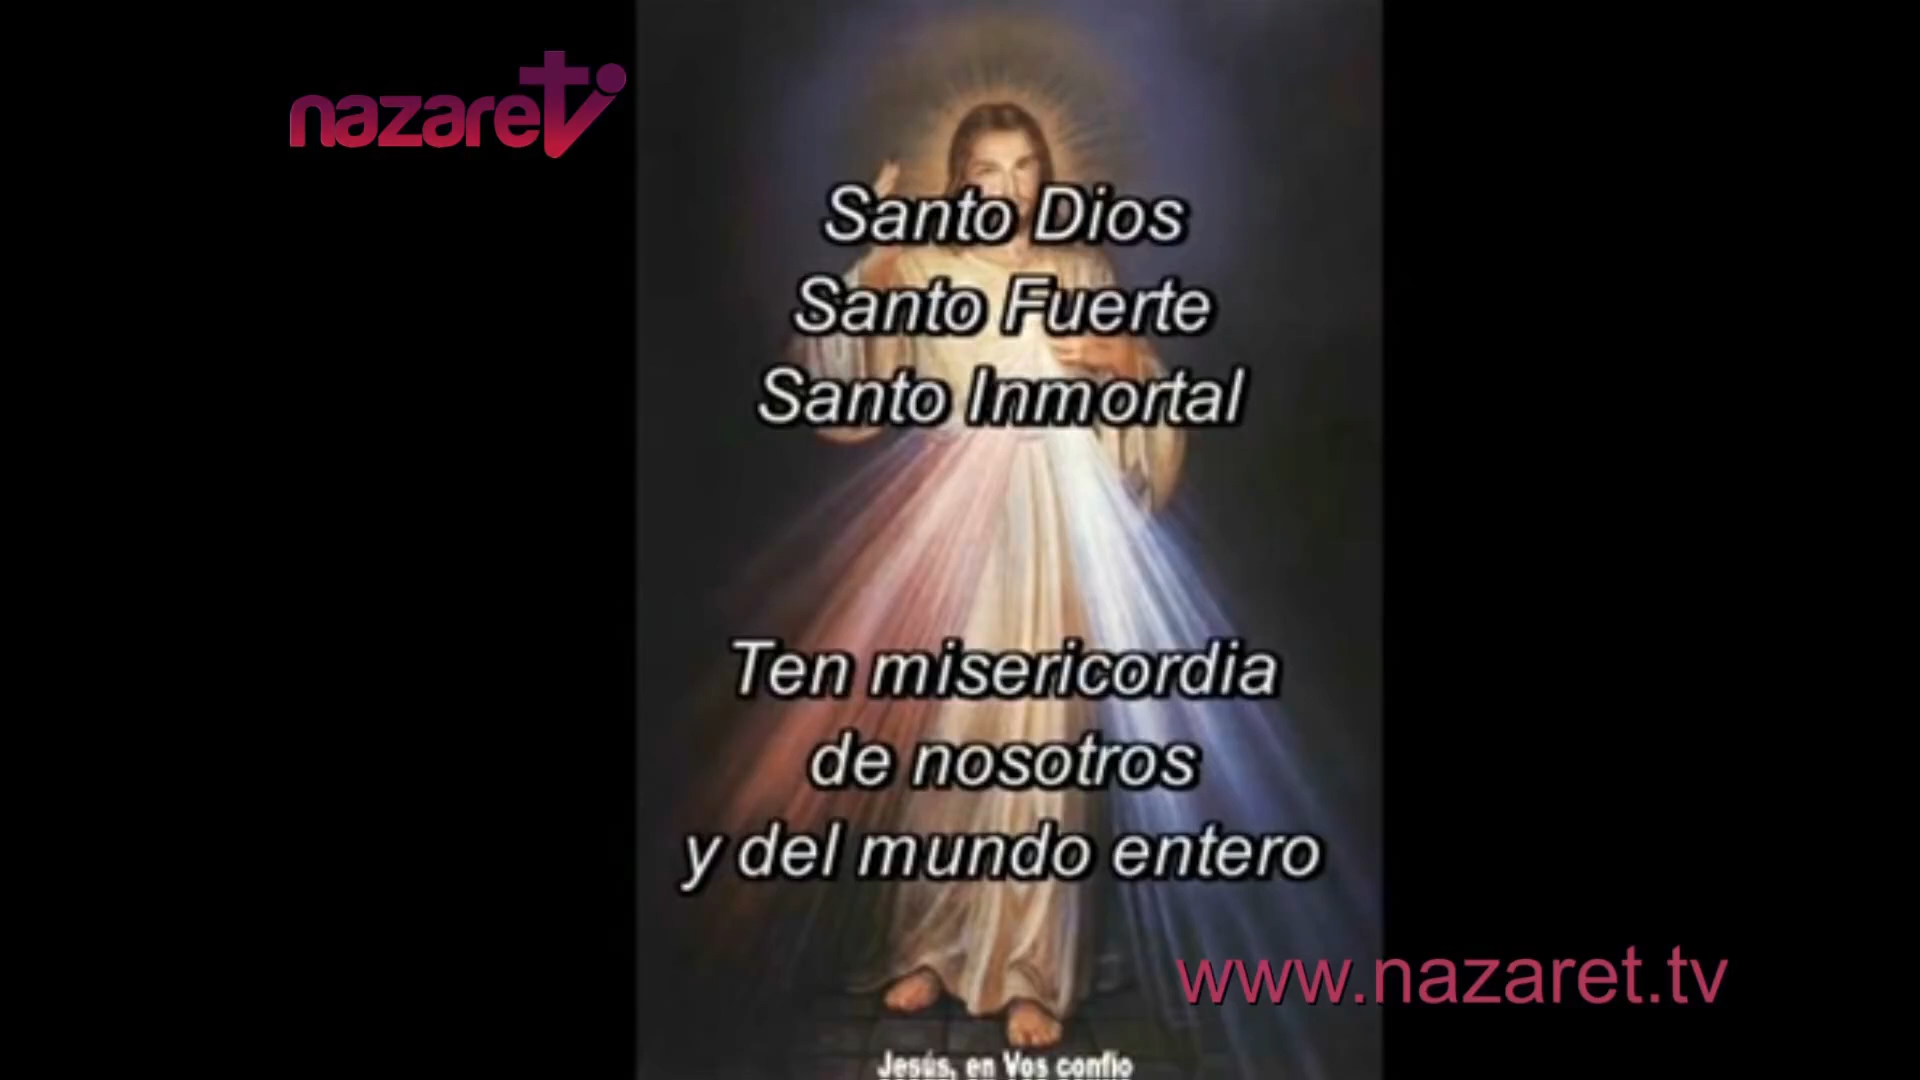 nazaret
Santo Dios
Santo Fuerte
Santo Inmortal
Ten misericordia
de nosotros
y del mundo entero
www.nazaret.tv
Jesús, en Vos confío